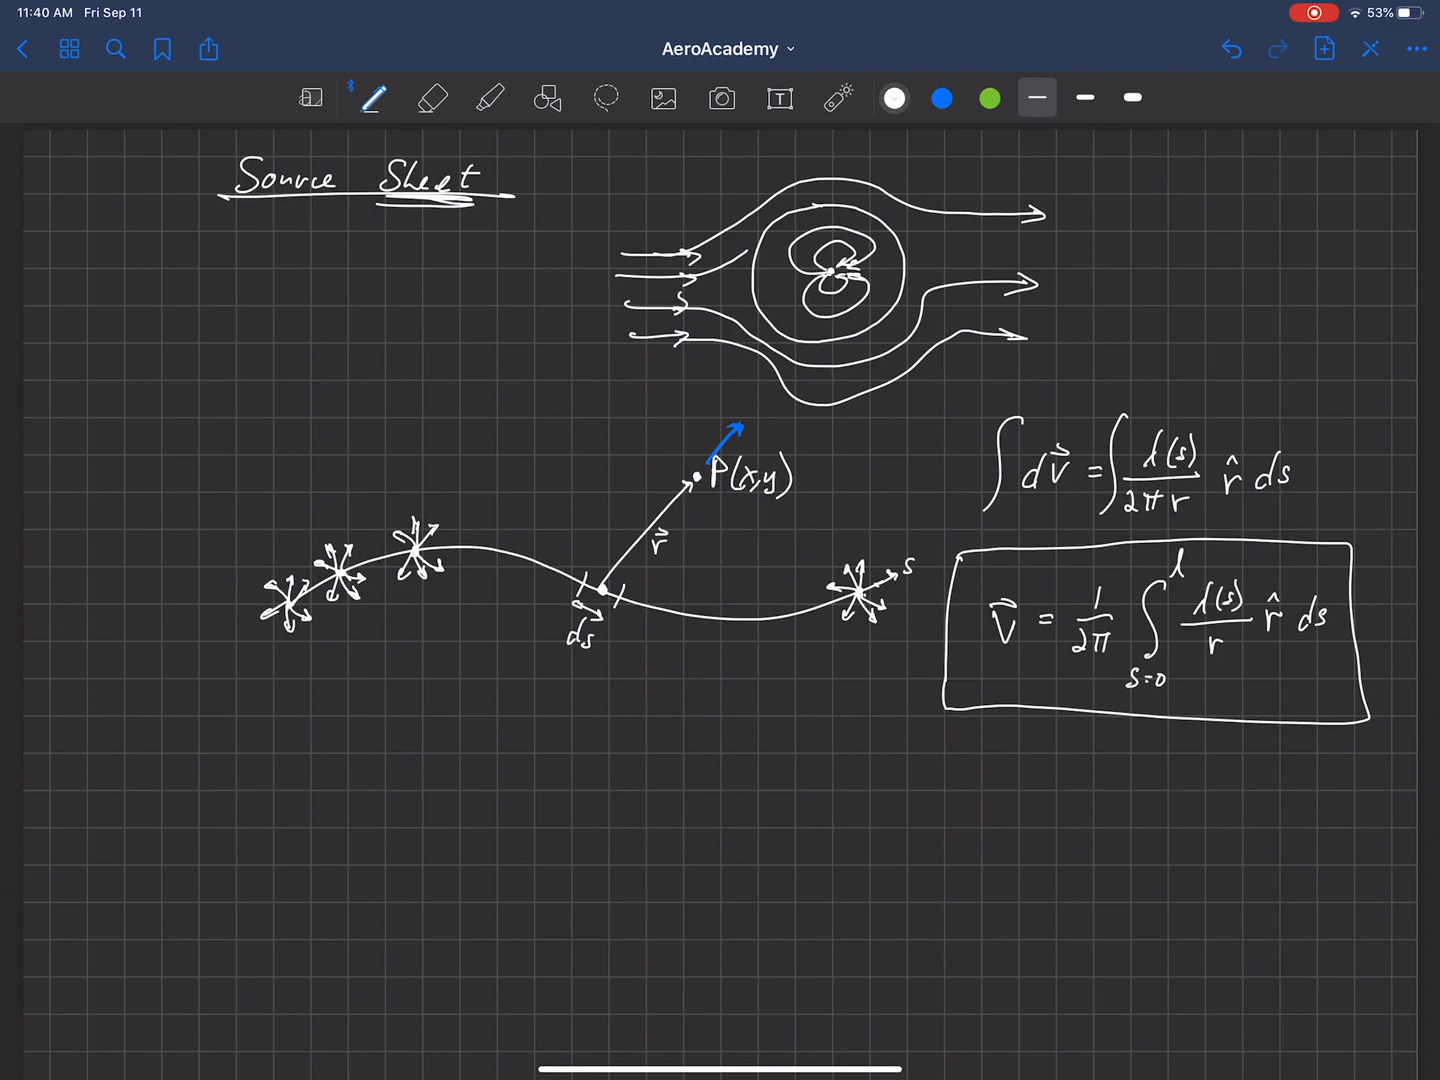 11:40 AM Fri Sep 11
53%
AeroAcademy
T
Source Sheet
P(x,y)
∫ dV⃗ = ∫ λ(s)/2πr r̂ ds
r⃗
s
ds
V⃗ = 1/2π ∫_{s=0}^{l} λ(s)/r r̂ ds